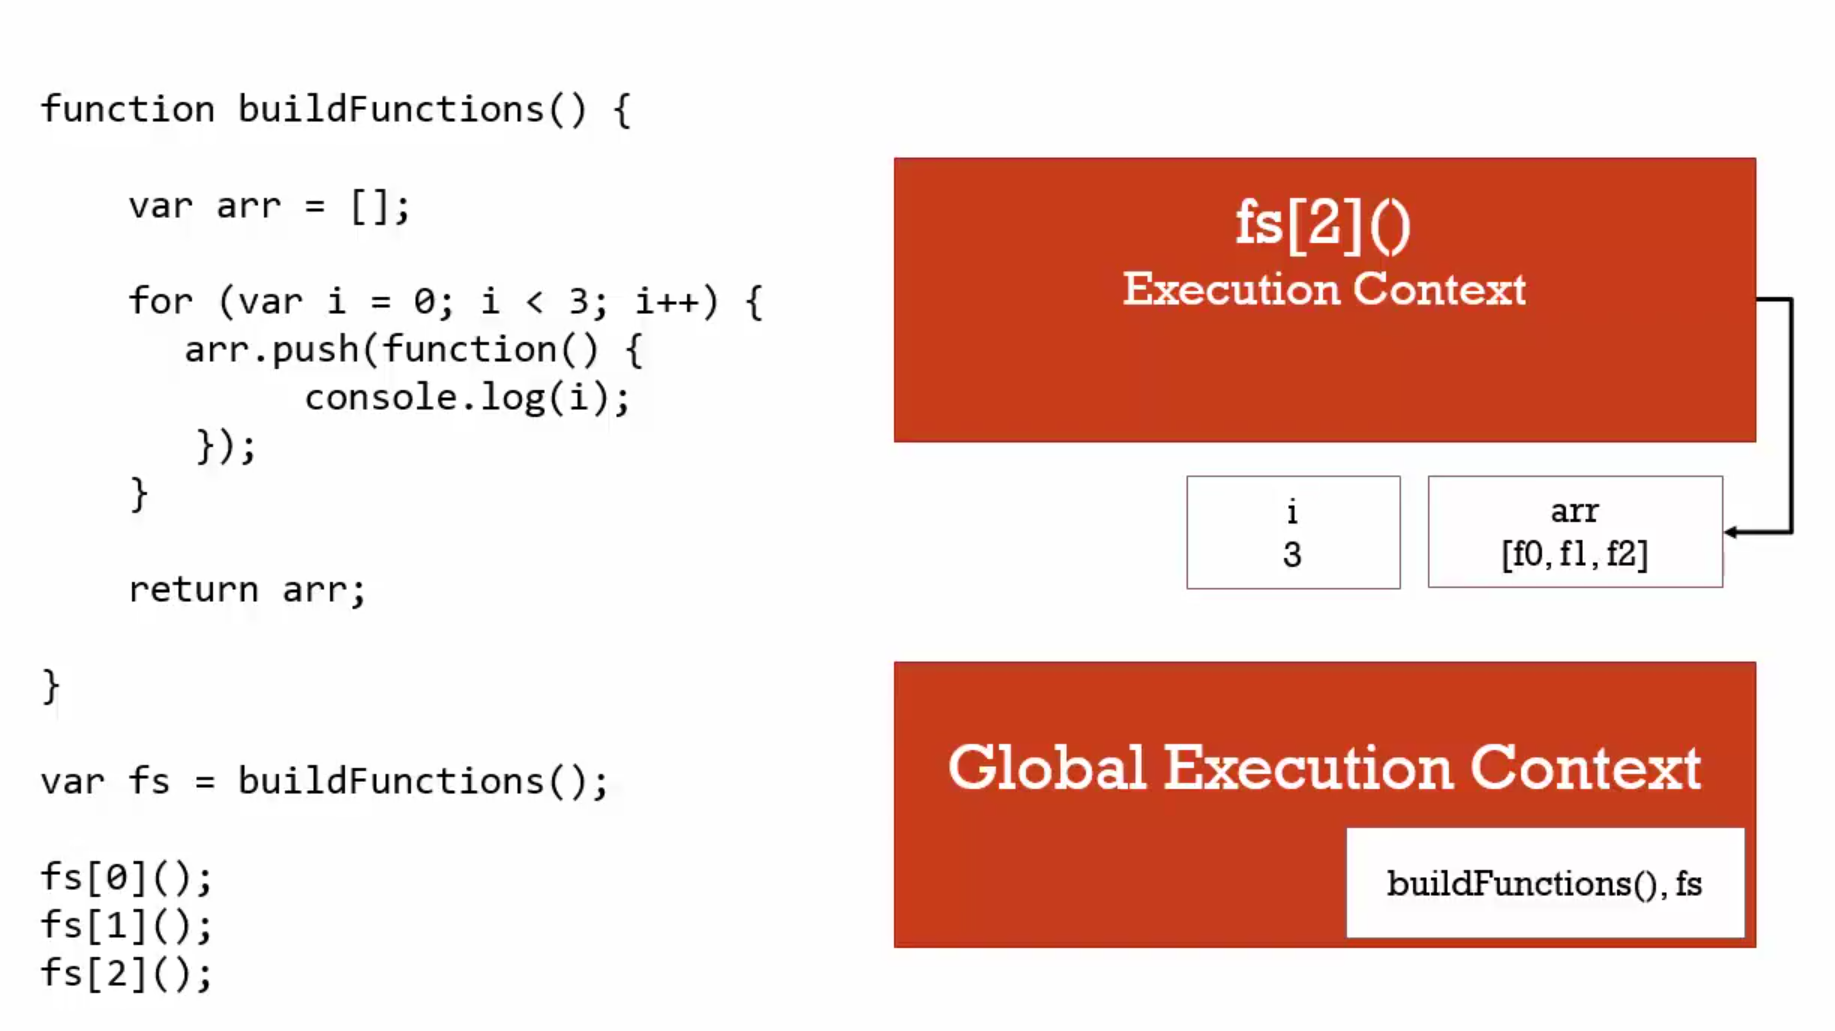 function buildFunctions() {
var arr = [];
for (var i = 0; i < 3; i++) {
arr.push(function() {
console.log(i);
});
}
return arr;
}
var fs = buildFunctions();
fs[0]();
fs[1]();
fs[2]();
fs[2]()
Execution Context
i
3
arr
[f0, f1, f2]
Global Execution Context
buildFunctions(), fs